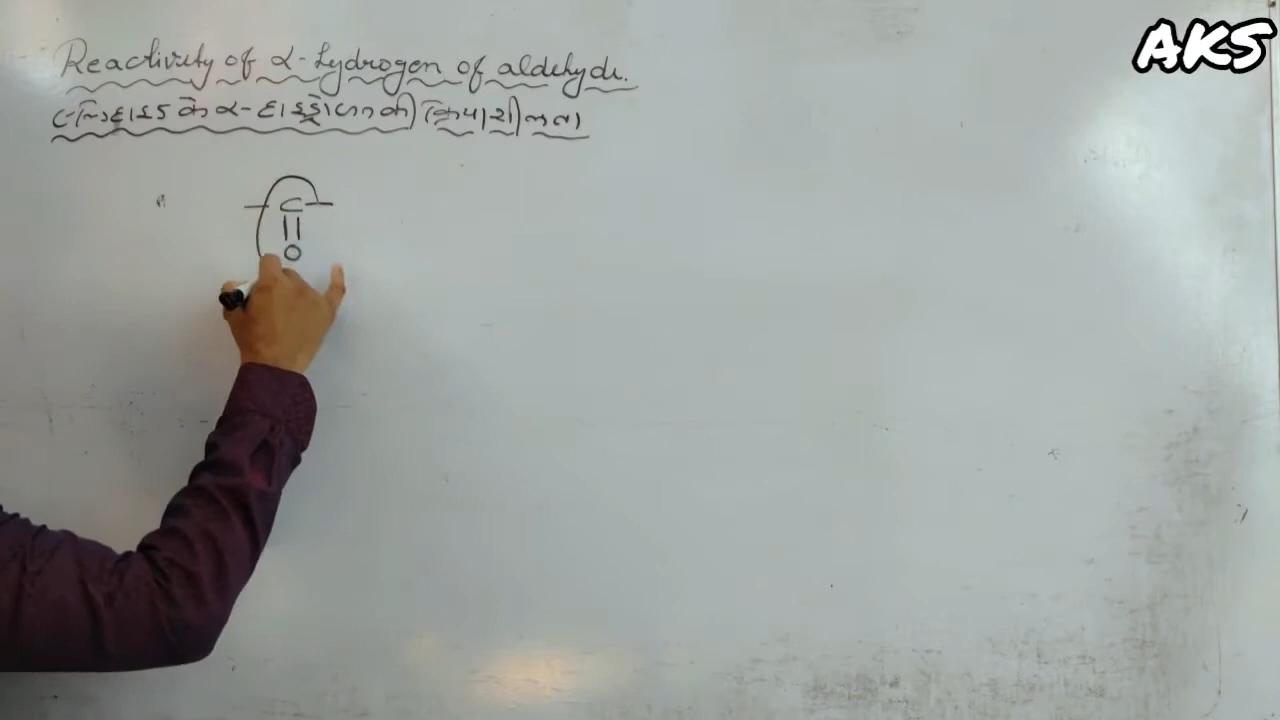 Reactivity of α-hydrogen of aldehyde.
एल्डिहाइड के α-हाइड्रोजन की क्रियाशीलता
C
O
AKS